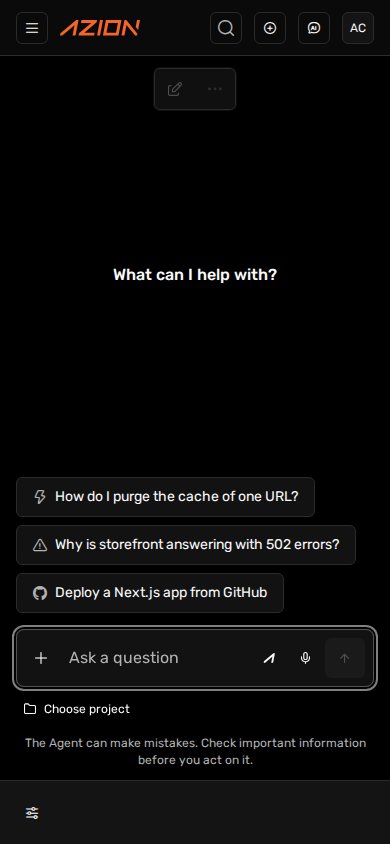 AZION
AI
AC
What can I help with?
How do I purge the cache of one URL?
Why is storefront answering with 502 errors?
Deploy a Next.js app from GitHub
Ask a question
Choose project
The Agent can make mistakes. Check important information
before you act on it.